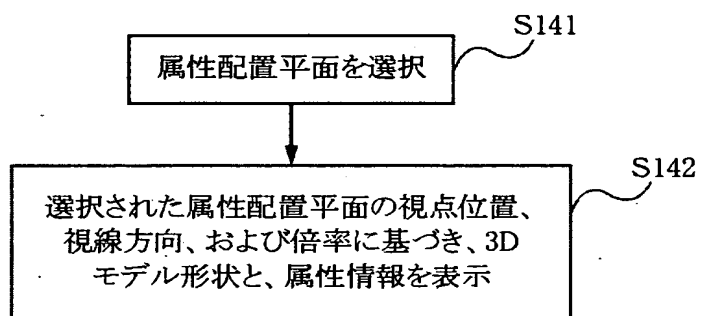 S141
属性配置平面を選択
S142
選択された属性配置平面の視点位置、
視線方向、および倍率に基づき、3D
モデル形状と、属性情報を表示